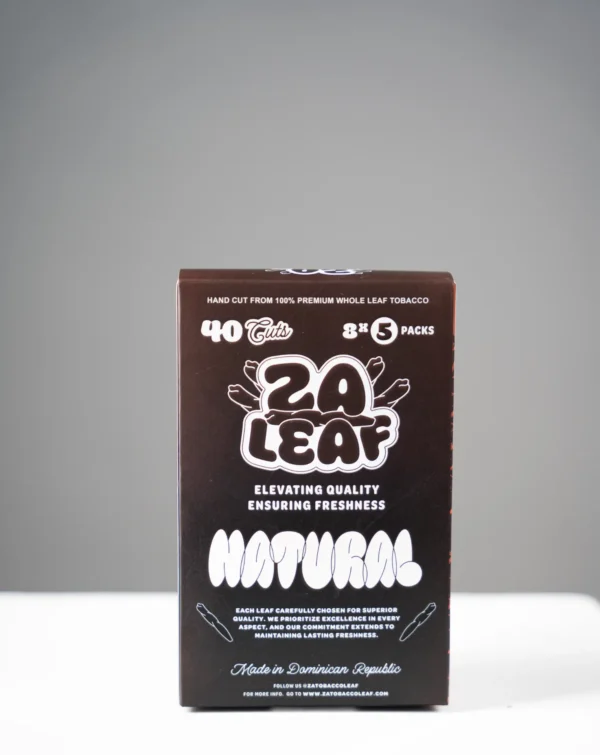 HAND CUT FROM 100% PREMIUM WHOLE LEAF TOBACCO
40 Cuts 8x 5 PACKS
ZA
LEAF
ELEVATING QUALITY
ENSURING FRESHNESS
NATURAL
EACH LEAF CAREFULLY CHOSEN FOR SUPERIOR
QUALITY. WE PRIORITIZE EXCELLENCE IN EVERY
ASPECT, AND OUR COMMITMENT EXTENDS TO
MAINTAINING LASTING FRESHNESS.
Made in Dominican Republic
FOLLOW US @ZATOBACCOLEAF
FOR MORE INFO. GO TO WWW.ZATOBACCOLEAF.COM